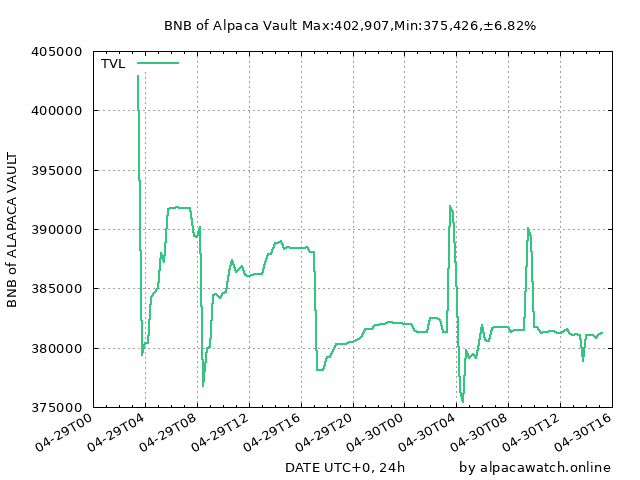 BNB of Alpaca Vault Max:402,907,Min:375,426,±6.82%
TVL
405000
400000
395000
390000
385000
380000
375000
BNB of ALAPACA VAULT
04-29T00
04-29T04
04-29T08
04-29T12
04-29T16
04-29T20
04-30T00
04-30T04
04-30T08
04-30T12
04-30T16
DATE UTC+0, 24h
by alpacawatch.online